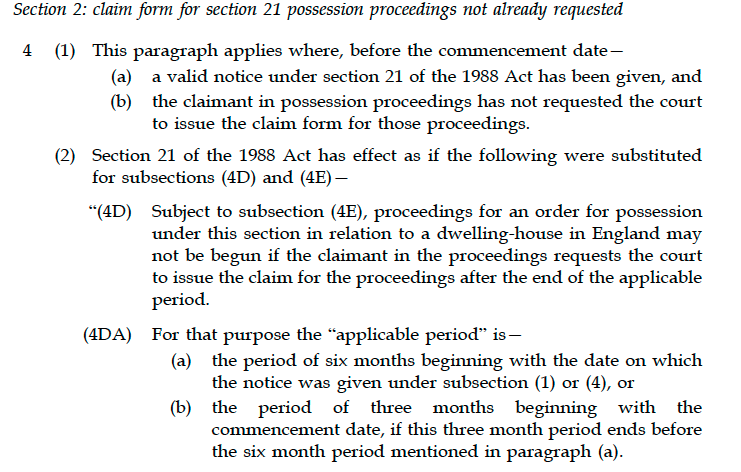 Section 2: claim form for section 21 possession proceedings not already requested
4 (1) This paragraph applies where, before the commencement date—
(a) a valid notice under section 21 of the 1988 Act has been given, and
(b) the claimant in possession proceedings has not requested the court
to issue the claim form for those proceedings.
(2) Section 21 of the 1988 Act has effect as if the following were substituted
for subsections (4D) and (4E)—
“(4D) Subject to subsection (4E), proceedings for an order for possession
under this section in relation to a dwelling-house in England may
not be begun if the claimant in the proceedings requests the court
to issue the claim for the proceedings after the end of the applicable
period.
(4DA) For that purpose the “applicable period” is—
(a) the period of six months beginning with the date on which
the notice was given under subsection (1) or (4), or
(b) the period of three months beginning with the
commencement date, if this three month period ends before
the six month period mentioned in paragraph (a).